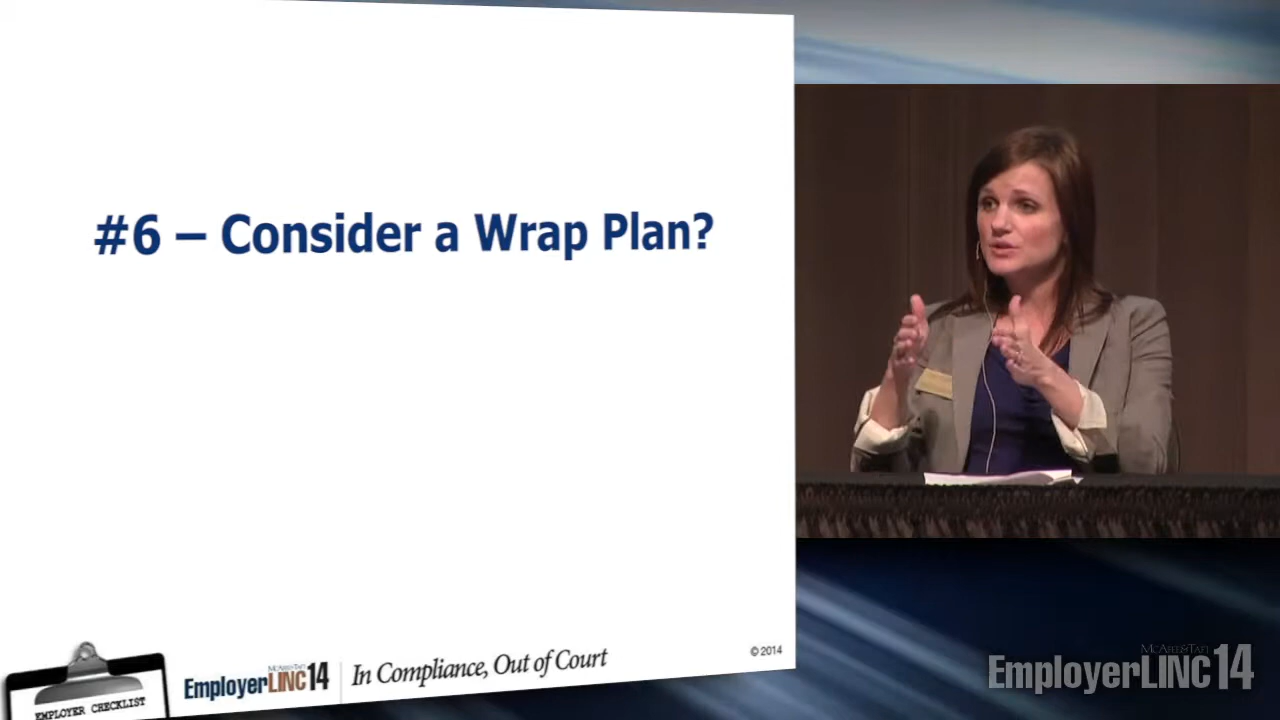 #6 – Consider a Wrap Plan?
© 2014
EMPLOYER CHECKLIST
MCAFEE&TAFT
EmployerLINC14
In Compliance, Out of Court
MCAFEE&TAFT
EmployerLINC14